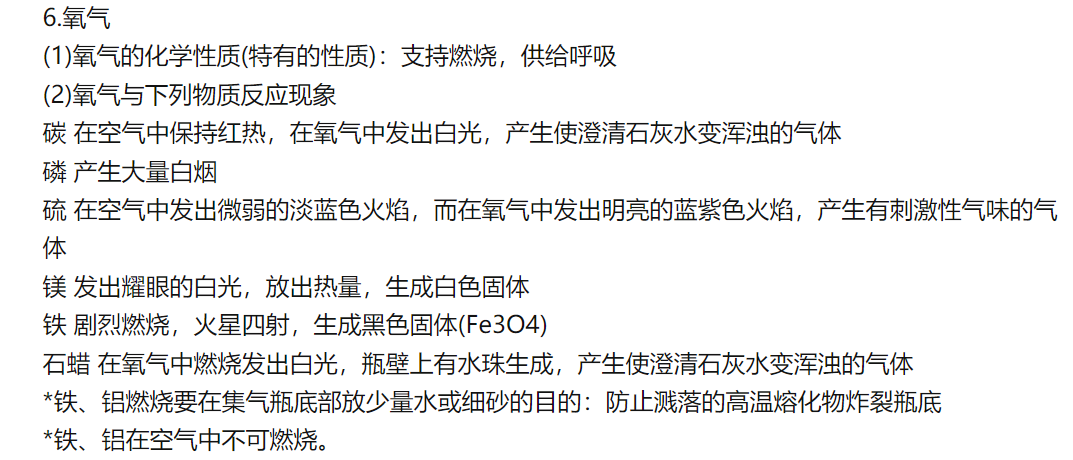 6.氧气
(1)氧气的化学性质(特有的性质)：支持燃烧，供给呼吸
(2)氧气与下列物质反应现象
碳 在空气中保持红热，在氧气中发出白光，产生使澄清石灰水变浑浊的气体
磷 产生大量白烟
硫 在空气中发出微弱的淡蓝色火焰，而在氧气中发出明亮的蓝紫色火焰，产生有刺激性气味的气
体
镁 发出耀眼的白光，放出热量，生成白色固体
铁 剧烈燃烧，火星四射，生成黑色固体(Fe3O4)
石蜡 在氧气中燃烧发出白光，瓶壁上有水珠生成，产生使澄清石灰水变浑浊的气体
*铁、铝燃烧要在集气瓶底部放少量水或细砂的目的：防止溅落的高温熔化物炸裂瓶底
*铁、铝在空气中不可燃烧。